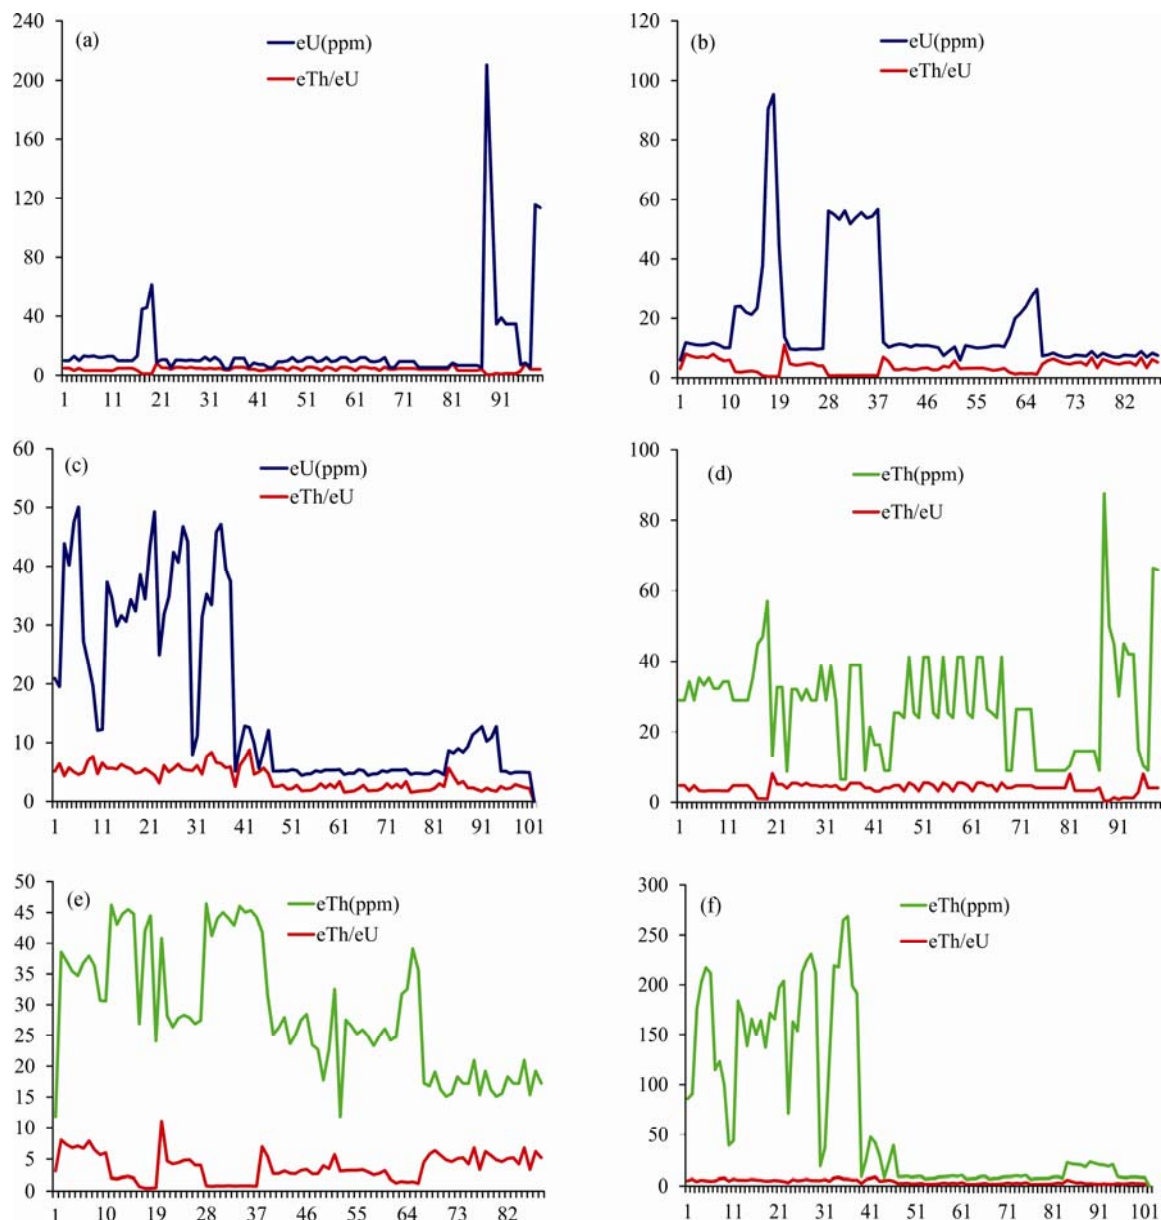 (a)
eU(ppm)
eTh/eU
240
200
160
120
80
40
0
1 11 21 31 41 51 61 71 81 91
(b)
eU(ppm)
eTh/eU
120
100
80
60
40
20
0
1 10 19 28 37 46 55 64 73 82
(c)
eU(ppm)
eTh/eU
60
50
40
30
20
10
0
1 11 21 31 41 51 61 71 81 91 101
(d)
eTh(ppm)
eTh/eU
100
80
60
40
20
0
1 11 21 31 41 51 61 71 81 91
(e)
eTh(ppm)
eTh/eU
50
45
40
35
30
25
20
15
10
5
0
1 10 19 28 37 46 55 64 73 82
(f)
eTh(ppm)
eTh/eU
300
250
200
150
100
50
0
1 11 21 31 41 51 61 71 81 91 101